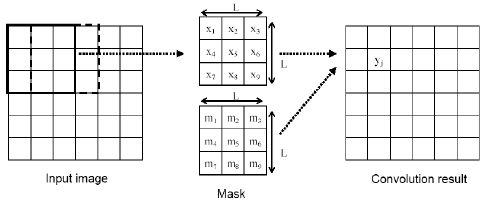 L
x1 x2 x3
x4 x5 x6
x7 x8 x9
L
L
m1 m2 m3
m4 m5 m6
m7 m8 m9
L
yj
Input image
Mask
Convolution result